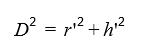 D² = r'² + h'²